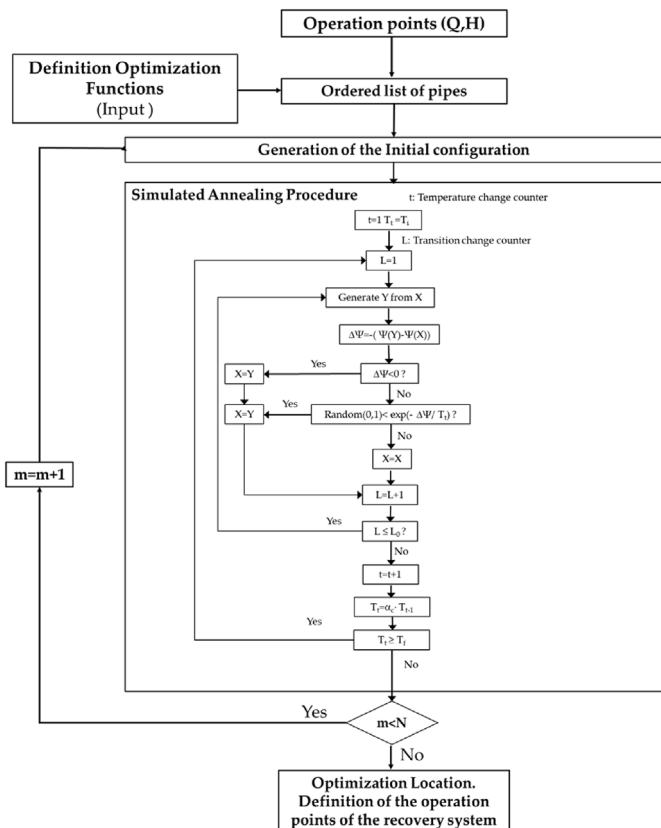 Operation points (Q,H)
Definition Optimization
Functions
(Input )
Ordered list of pipes
Generation of the Initial configuration
Simulated Annealing Procedure
t: Temperature change counter
t=1 Tt =Ti
L: Transition change counter
L=1
Generate Y from X
ΔΨ=-( Ψ(Y)-Ψ(X))
Yes
X=Y
ΔΨ<0 ?
No
X=Y
Yes
Random(0,1)< exp(- ΔΨ/ Tt) ?
No
X=X
m=m+1
L=L+1
Yes
L ≤ L0 ?
No
t=t+1
Tt=αc· Tt-1
Yes
Tt ≥ Tf
No
Yes
m<N
No
Optimization Location.
Definition of the operation
points of the recovery system